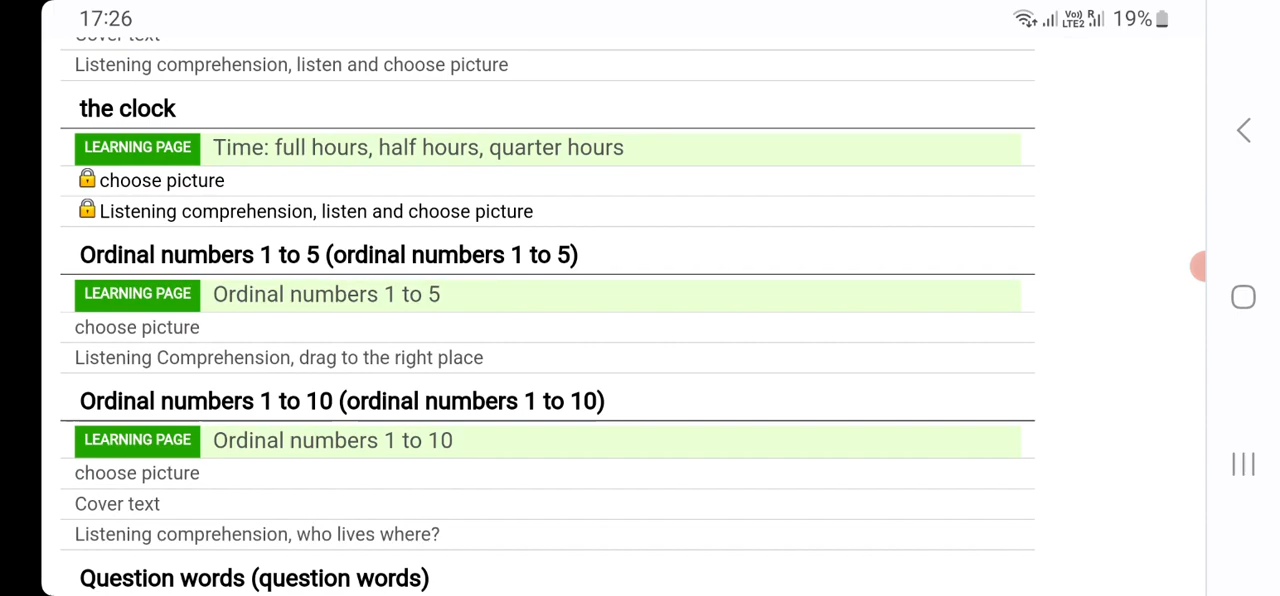 17:26
Vo)) R
LTE2
19%
Cover text
Listening comprehension, listen and choose picture
the clock
LEARNING PAGE Time: full hours, half hours, quarter hours
choose picture
Listening comprehension, listen and choose picture
Ordinal numbers 1 to 5 (ordinal numbers 1 to 5)
LEARNING PAGE Ordinal numbers 1 to 5
choose picture
Listening Comprehension, drag to the right place
Ordinal numbers 1 to 10 (ordinal numbers 1 to 10)
LEARNING PAGE Ordinal numbers 1 to 10
choose picture
Cover text
Listening comprehension, who lives where?
Question words (question words)